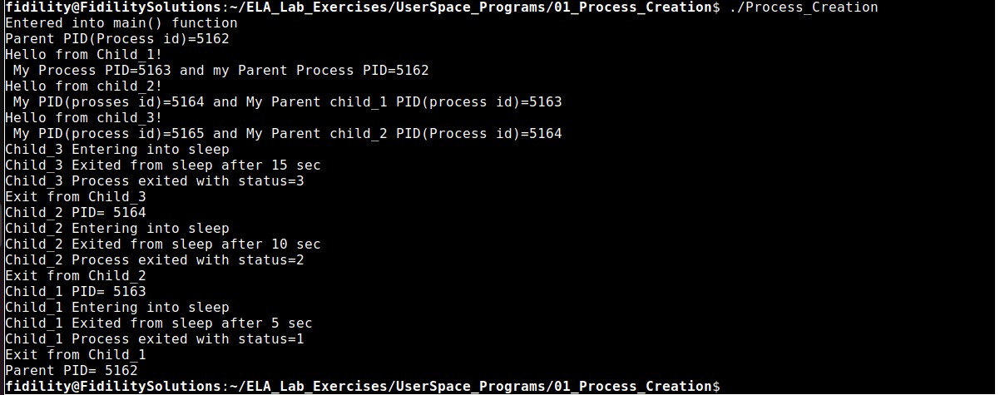 fidility@FidilitySolutions:~/ELA_Lab_Exercises/UserSpace_Programs/01_Process_Creation$ ./Process_Creation
Entered into main() function
Parent PID(Process id)=5162
Hello from Child_1!
 My Process PID=5163 and my Parent Process PID=5162
Hello from child_2!
 My PID(prosses id)=5164 and My Parent child_1 PID(process id)=5163
Hello from child_3!
 My PID(process id)=5165 and My Parent child_2 PID(Process id)=5164
Child_3 Entering into sleep
Child_3 Exited from sleep after 15 sec
Child_3 Process exited with status=3
Exit from Child_3
Child_2 PID= 5164
Child_2 Entering into sleep
Child_2 Exited from sleep after 10 sec
Child_2 Process exited with status=2
Exit from Child_2
Child_1 PID= 5163
Child_1 Entering into sleep
Child_1 Exited from sleep after 5 sec
Child_1 Process exited with status=1
Exit from Child_1
Parent PID= 5162
fidility@FidilitySolutions:~/ELA_Lab_Exercises/UserSpace_Programs/01_Process_Creation$